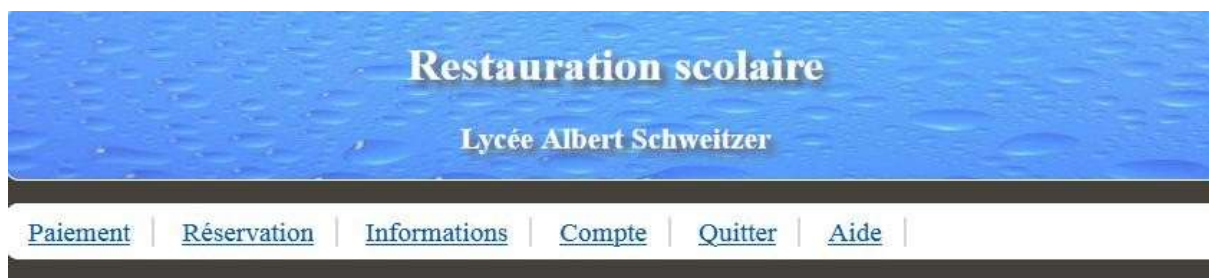 Restauration scolaire
Lycée Albert Schweitzer
Paiement Réservation Informations Compte Quitter Aide